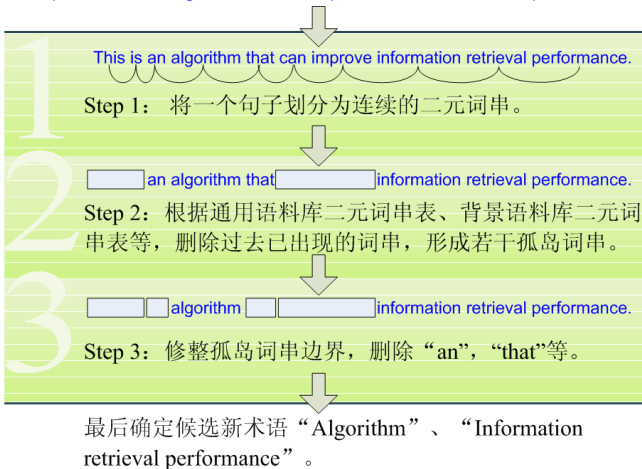 This is an algorithm that can improve information retrieval performance.
1
Step 1： 将一个句子划分为连续的二元词串。
an algorithm that information retrieval performance.
2
Step 2：根据通用语料库二元词串表、背景语料库二元词
串表等，删除过去已出现的词串，形成若干孤岛词串。
algorithm information retrieval performance.
3
Step 3：修整孤岛词串边界，删除“an”，“that”等。
最后确定候选新术语“Algorithm”、“Information
retrieval performance”。